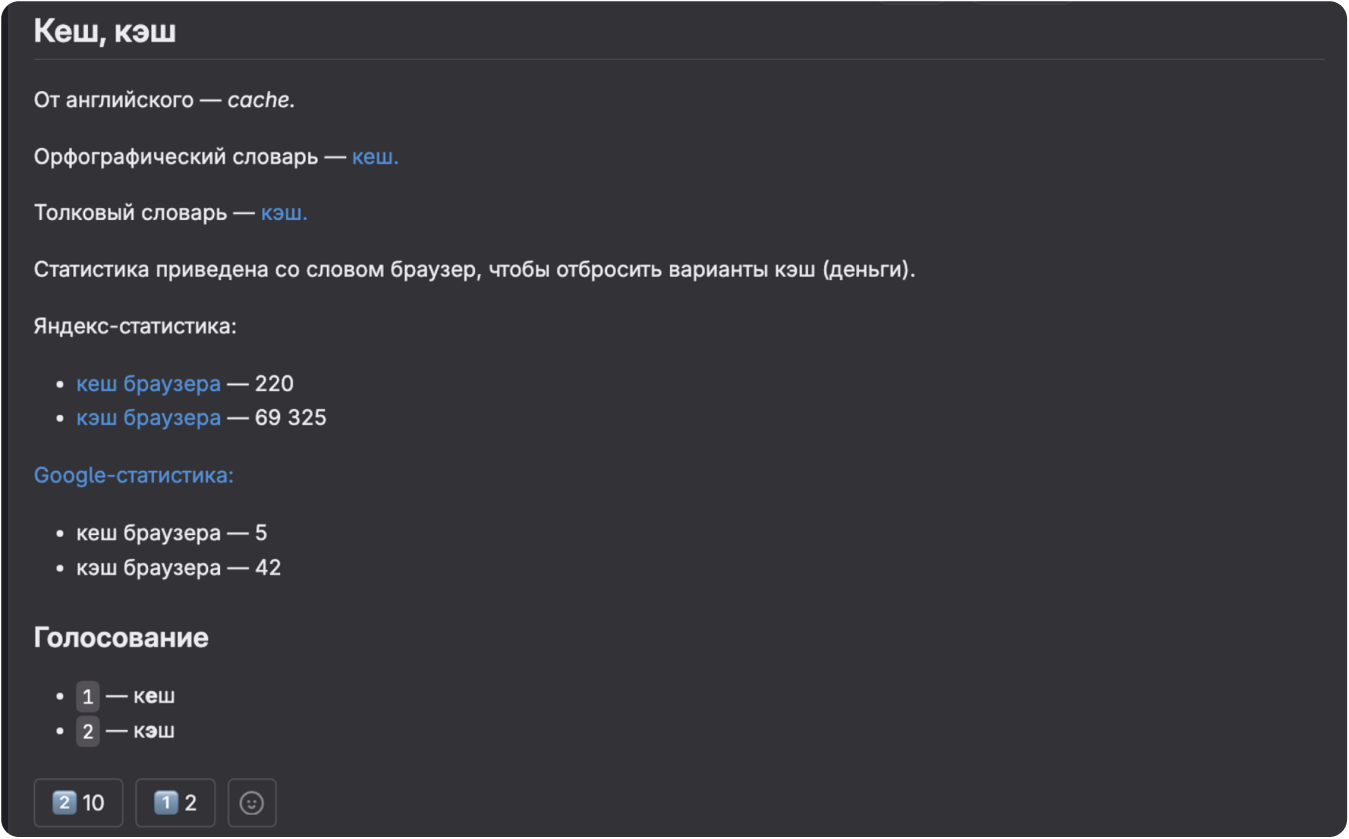 Кеш, кэш
От английского — cache.
Орфографический словарь — кеш.
Толковый словарь — кэш.
Статистика приведена со словом браузер, чтобы отбросить варианты кэш (деньги).
Яндекс-статистика:
• кеш браузера — 220
• кэш браузера — 69 325
Google-статистика:
• кеш браузера — 5
• кэш браузера — 42
Голосование
• 1 — кеш
• 2 — кэш
2 10 1 2